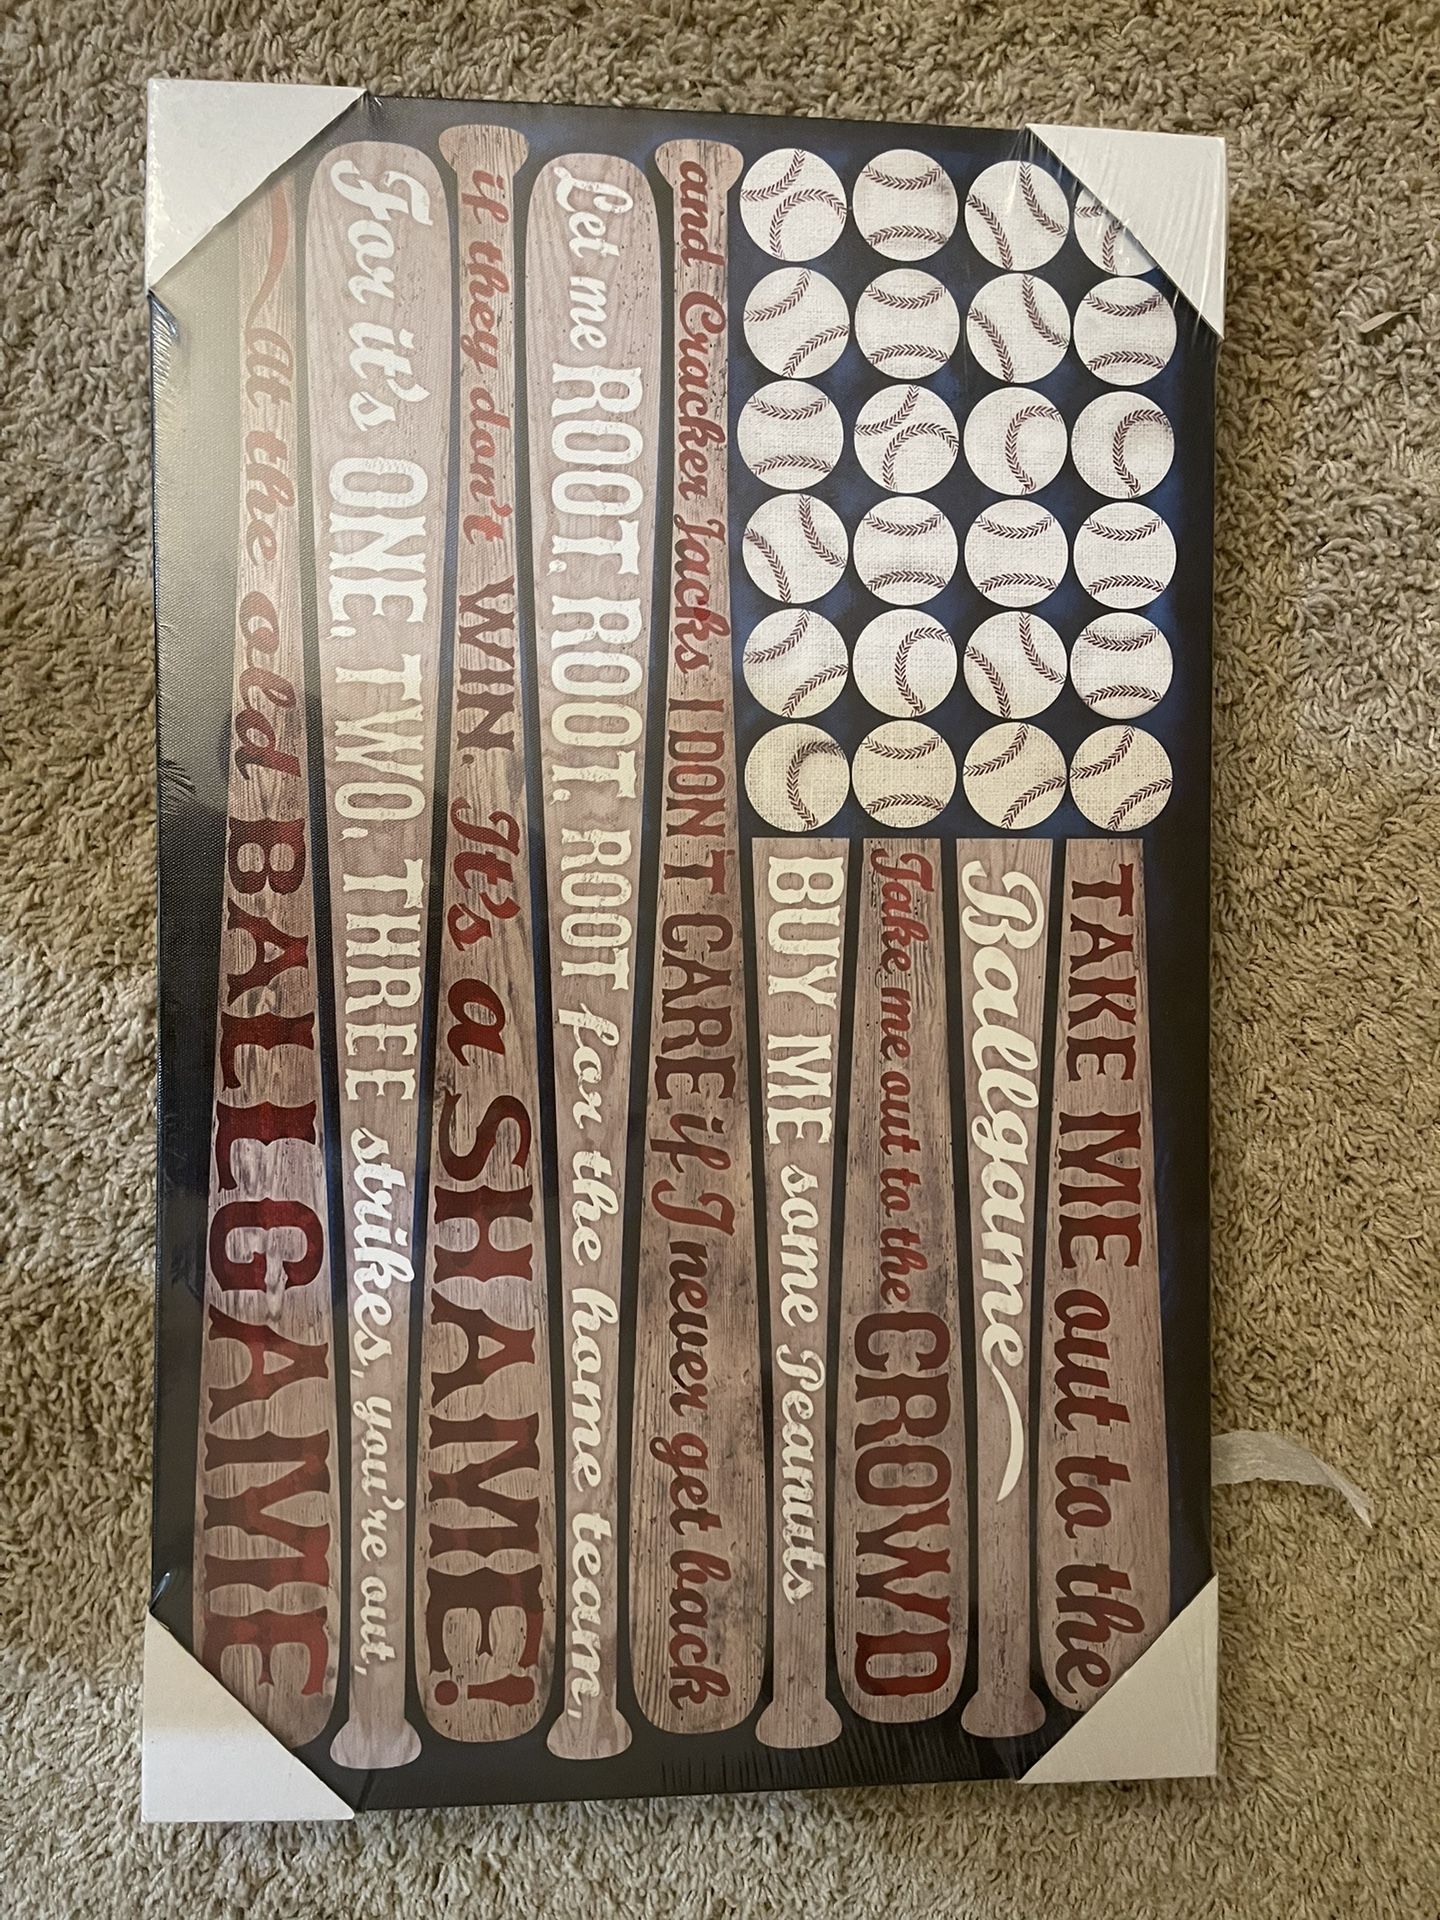 TAKE ME out to the
Ballgame
Take me out to the CROWD
BUY ME some Peanuts
and Cracker Jacks I DON'T CARE if I never get back
Let me ROOT. ROOT. ROOT for the home team,
if they don't WIN. It's a SHAME!
For it's ONE, TWO. THREE strikes, you're out,
At the old BALLGAME